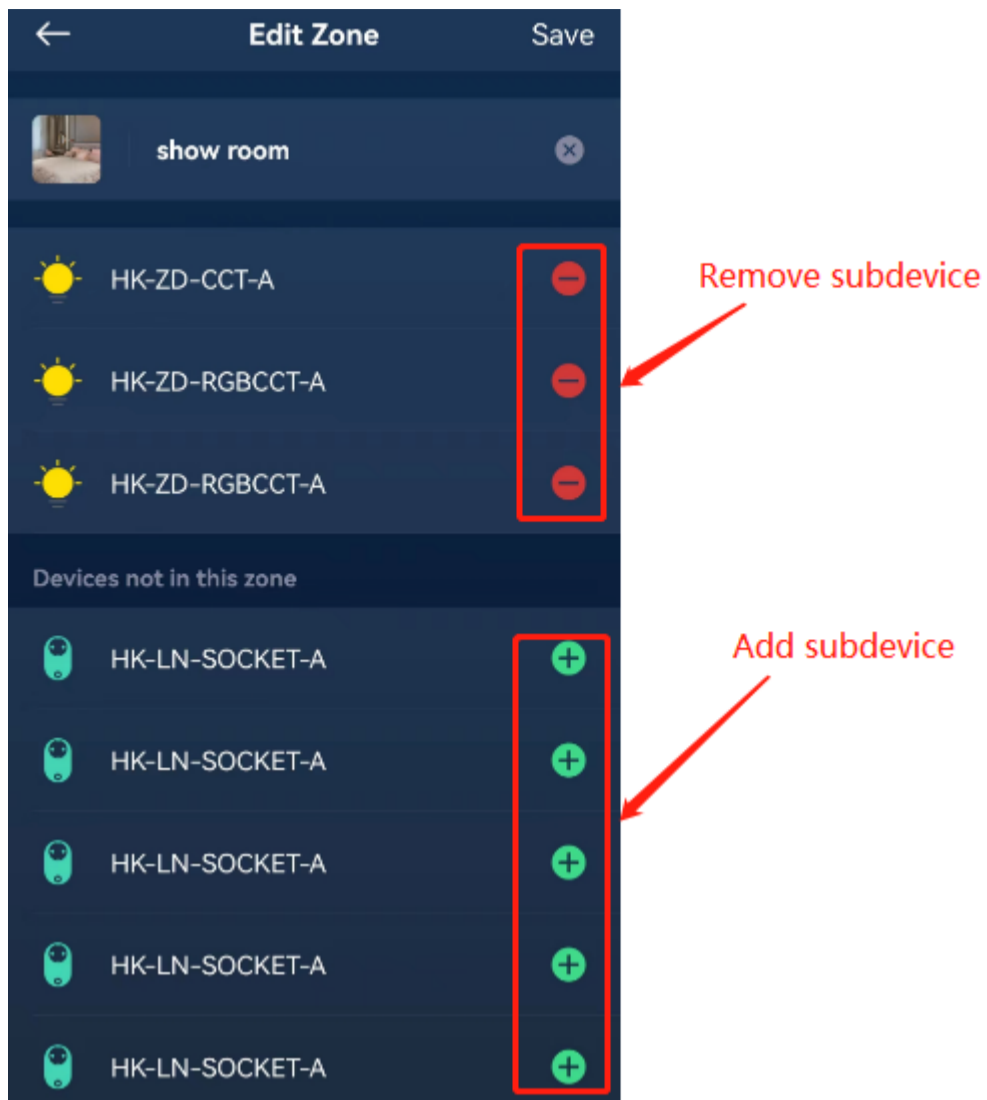 Edit Zone Save
show room
HK-ZD-CCT-A
Remove subdevice
HK-ZD-RGBCCT-A
HK-ZD-RGBCCT-A
Devices not in this zone
HK-LN-SOCKET-A
Add subdevice
HK-LN-SOCKET-A
HK-LN-SOCKET-A
HK-LN-SOCKET-A
HK-LN-SOCKET-A